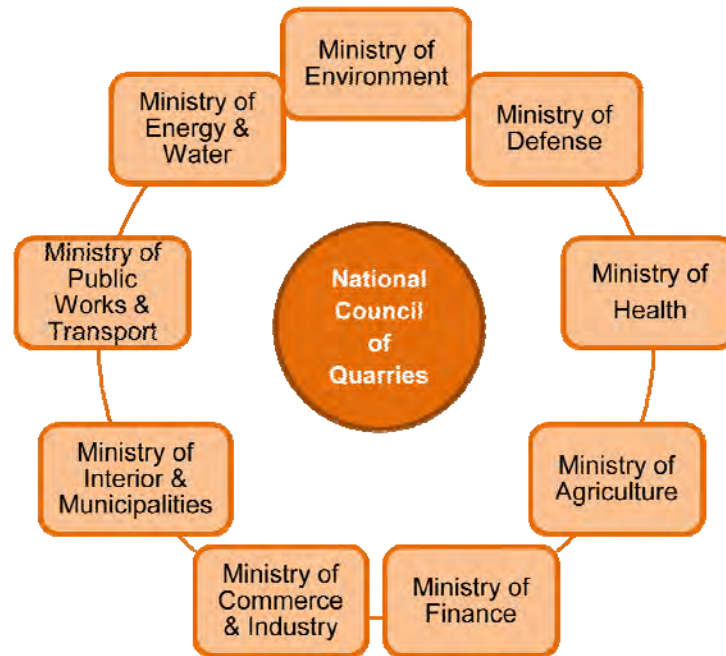 Ministry of
Environment
Ministry of
Defense
Ministry of
Health
Ministry of
Agriculture
Ministry of
Finance
Ministry of
Commerce
& Industry
Ministry of
Interior &
Municipalities
Ministry of
Public
Works &
Transport
Ministry of
Energy &
Water
National
Council
of
Quarries